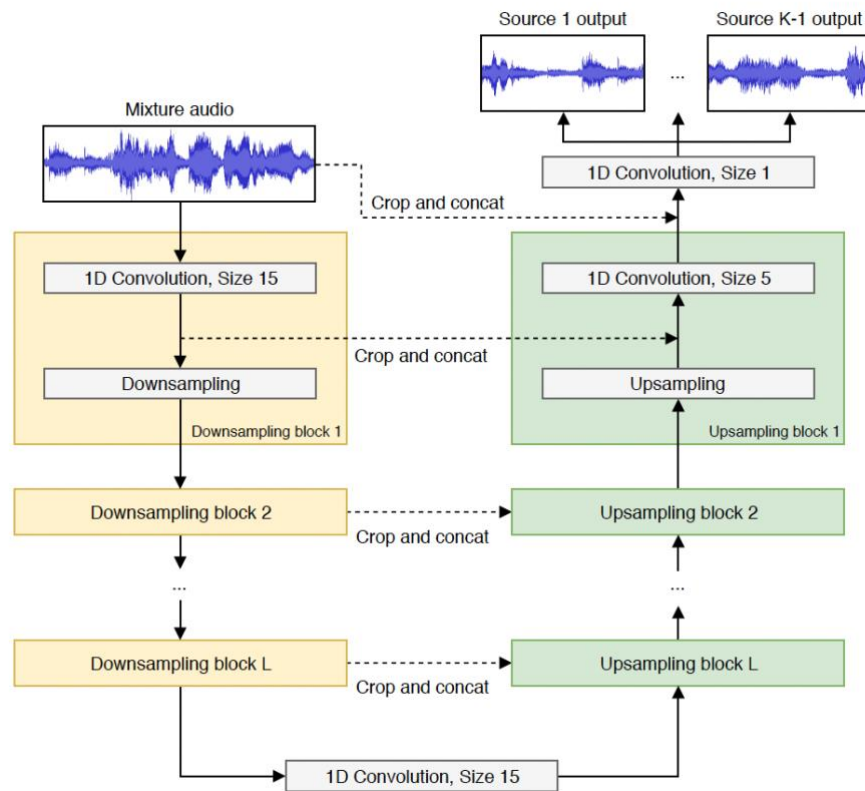 Source 1 output
Source K-1 output
...
Mixture audio
1D Convolution, Size 1
Crop and concat
1D Convolution, Size 15
1D Convolution, Size 5
Crop and concat
Downsampling
Upsampling
Downsampling block 1
Upsampling block 1
Downsampling block 2
Upsampling block 2
Crop and concat
...
...
Downsampling block L
Upsampling block L
Crop and concat
1D Convolution, Size 15